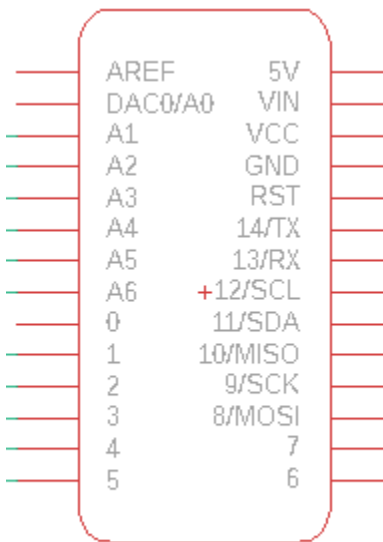 AREF 5V
DAC0/A0 VIN
A1 VCC
A2 GND
A3 RST
A4 14/TX
A5 13/RX
A6 +12/SCL
0 11/SDA
1 10/MISO
2 9/SCK
3 8/MOSI
4 7
5 6